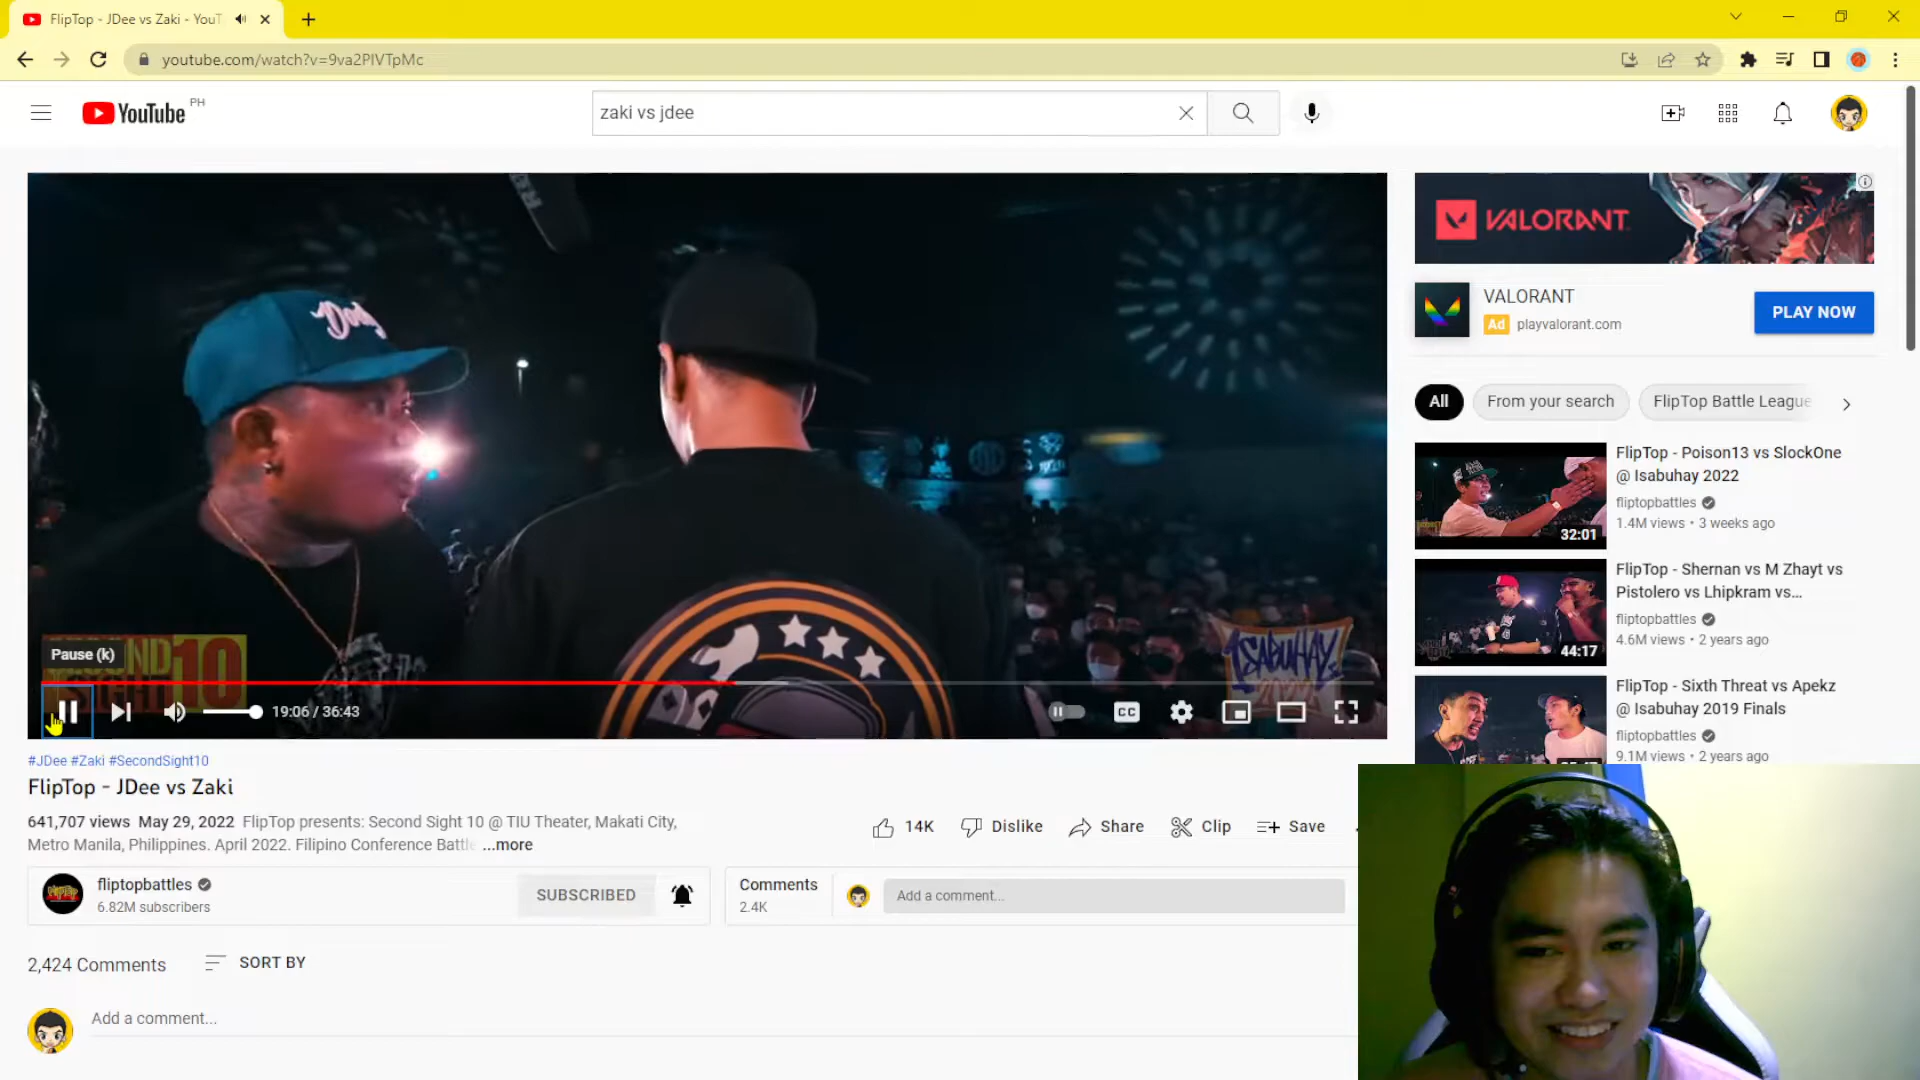 FlipTop - JDee vs Zaki - YouT
youtube.com/watch?v=9va2PIVTpMc
YouTube PH
zaki vs jdee
VALORANT
VALORANT
Ad playvalorant.com
PLAY NOW
All
From your search
FlipTop Battle League
FlipTop - Poison13 vs SlockOne
@ Isabuhay 2022
fliptopbattles
1.4M views • 3 weeks ago
32:01
FlipTop - Shernan vs M Zhayt vs
Pistolero vs Lhipkram vs...
fliptopbattles
4.6M views • 2 years ago
44:17
FlipTop - Sixth Threat vs Apekz
@ Isabuhay 2019 Finals
fliptopbattles
9.1M views • 2 years ago
10
ISABUHAY
Pause (k)
19:06 / 36:43
CC
#JDee #Zaki #SecondSight10
FlipTop - JDee vs Zaki
641,707 views May 29, 2022 FlipTop presents: Second Sight 10 @ TIU Theater, Makati City,
Metro Manila, Philippines. April 2022. Filipino Conference Battle ...more
14K
Dislike
Share
Clip
Save
fliptopbattles
6.82M subscribers
SUBSCRIBED
Comments
2.4K
Add a comment...
2,424 Comments
SORT BY
Add a comment...